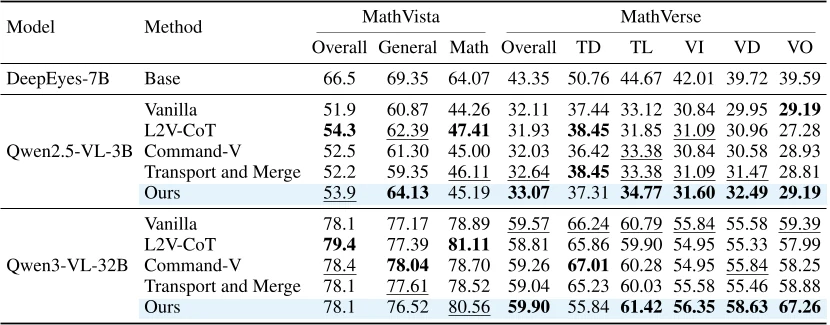 Model Method MathVista MathVerse
Overall General Math Overall TD TL VI VD VO
DeepEyes-7B Base 66.5 69.35 64.07 43.35 50.76 44.67 42.01 39.72 39.59
Vanilla 51.9 60.87 44.26 32.11 37.44 33.12 30.84 29.95 29.19
L2V-CoT 54.3 62.39 47.41 31.93 38.45 31.85 31.09 30.96 27.28
Qwen2.5-VL-3B Command-V 52.5 61.30 45.00 32.03 36.42 33.38 30.84 30.58 28.93
Transport and Merge 52.2 59.35 46.11 32.64 38.45 33.38 31.09 31.47 28.81
Ours 53.9 64.13 45.19 33.07 37.31 34.77 31.60 32.49 29.19
Vanilla 78.1 77.17 78.89 59.57 66.24 60.79 55.84 55.58 59.39
L2V-CoT 79.4 77.39 81.11 58.81 65.86 59.90 54.95 55.33 57.99
Qwen3-VL-32B Command-V 78.4 78.04 78.70 59.26 67.01 60.28 54.95 55.84 58.25
Transport and Merge 78.1 77.61 78.52 59.04 65.23 60.03 55.58 55.46 58.88
Ours 78.1 76.52 80.56 59.90 55.84 61.42 56.35 58.63 67.26